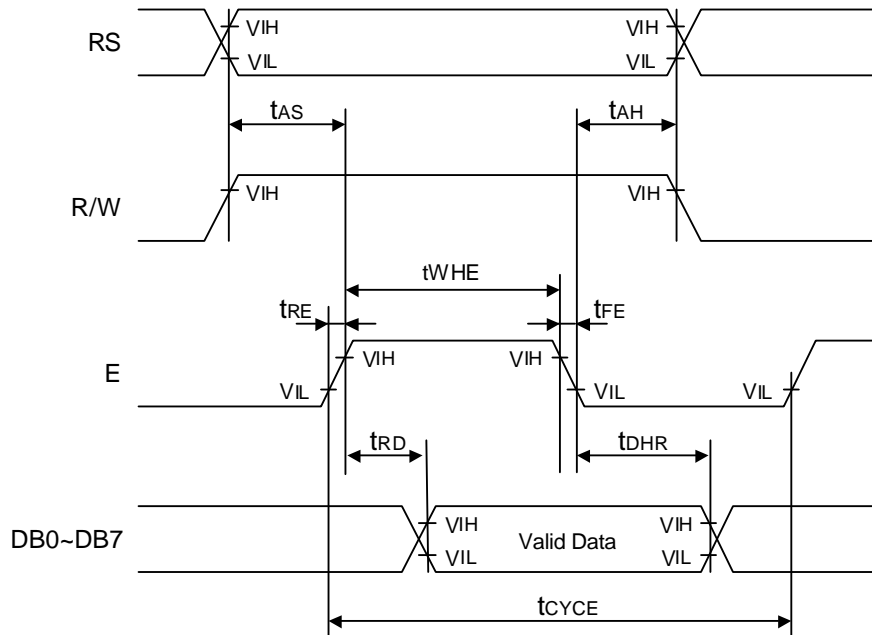 RS
VIH
VIH
VIL
VIL
tAS
tAH
R/W
VIH
VIH
tWHE
tRE
tFE
E
VIH
VIH
VIL
VIL
VIL
tRD
tDHR
DB0~DB7
VIH
VIH
Valid Data
VIL
VIL
tCYCE